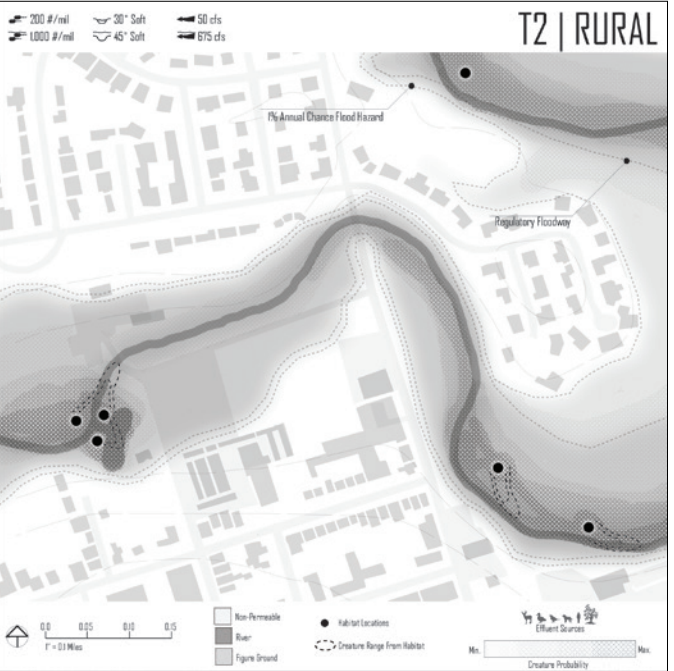 200 #/mil 30° Soft 50 cfs
1,000 #/mil 45° Soft 675 cfs
T2 | RURAL
1% Annual Chance Flood Hazard
Regulatory Floodway
0.0 0.05 0.10 0.15
1" = 0.1 Miles
Non-Permeable
River
Figure Ground
Habitat Locations
Creature Range From Habitat
Effluent Sources
Min. Max.
Creature Probability